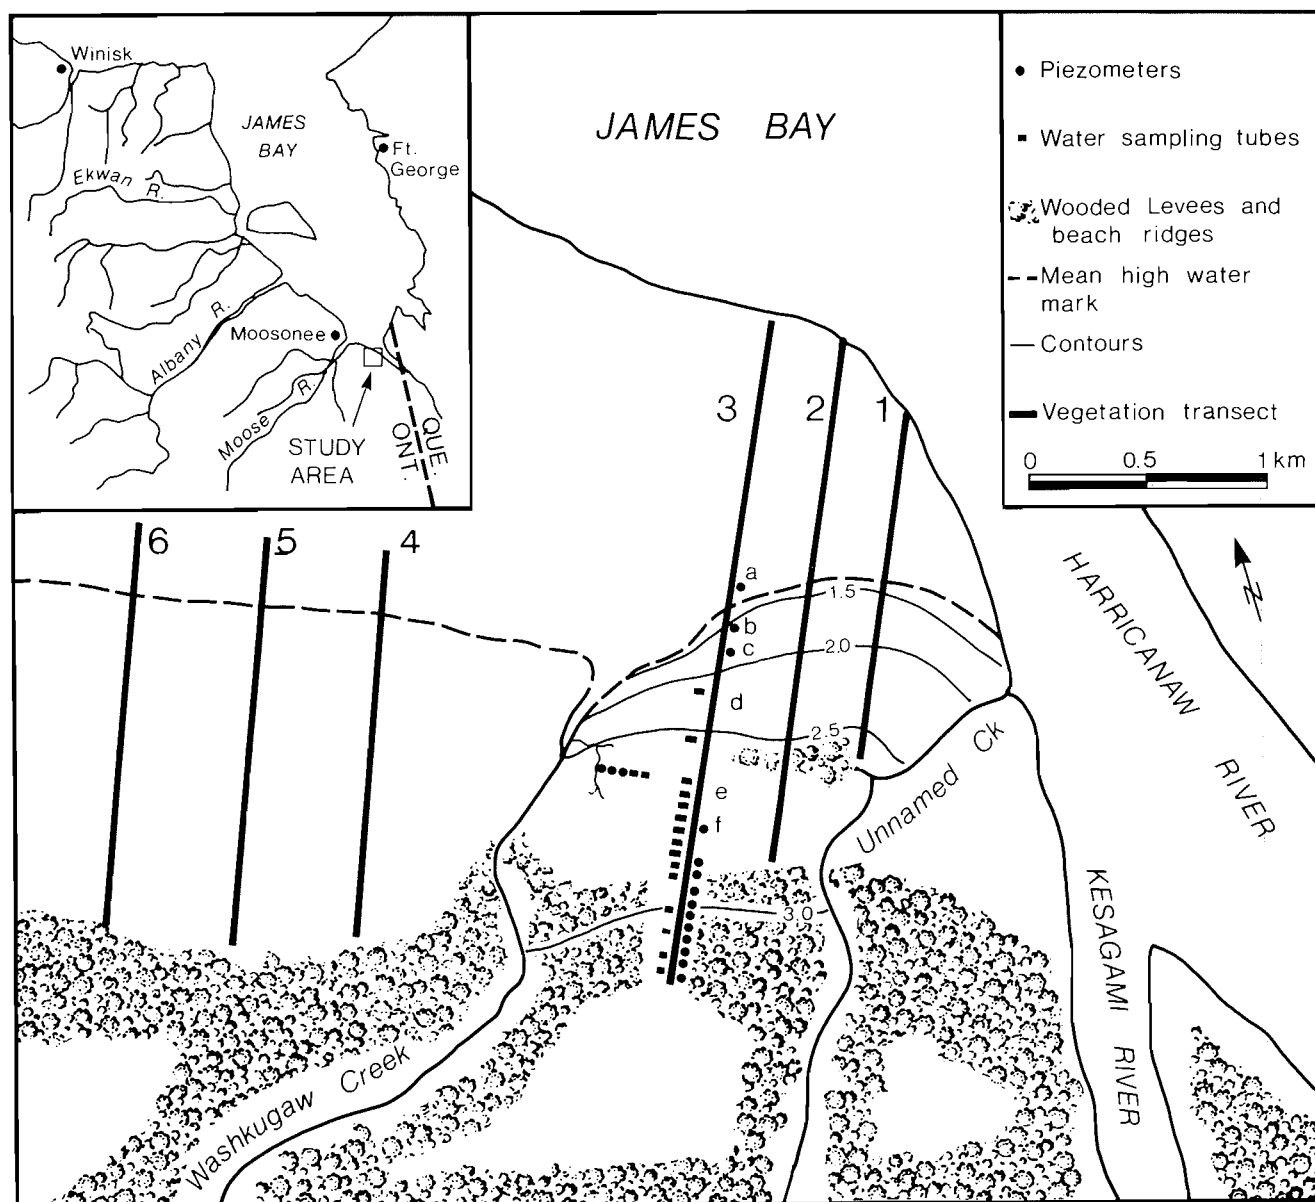 Winisk
JAMES
BAY
Ft.
George
Ekwan R.
Albany R.
Moosonee
Moose R.
STUDY
AREA
QUE.
ONT.
JAMES BAY
Piezometers
Water sampling tubes
Wooded Levees and
beach ridges
Mean high water
mark
Contours
Vegetation transect
0 0.5 1 km
3
2
1
6
5
4
a
b
c
d
e
f
1.5
2.0
2.5
3.0
N
HARRICANAW
RIVER
Unnamed Ck
KESAGAMI
RIVER
Washkugaw Creek